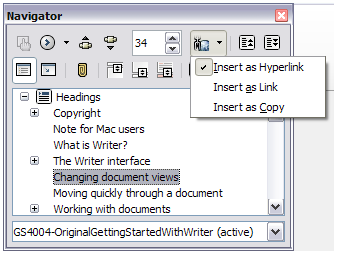 Navigator
34
Insert as Hyperlink
Insert as Link
Insert as Copy
Headings
Copyright
Note for Mac users
What is Writer?
The Writer interface
Changing document views
Moving quickly through a document
Working with documents
GS4004-OriginalGettingStartedWithWriter (active)